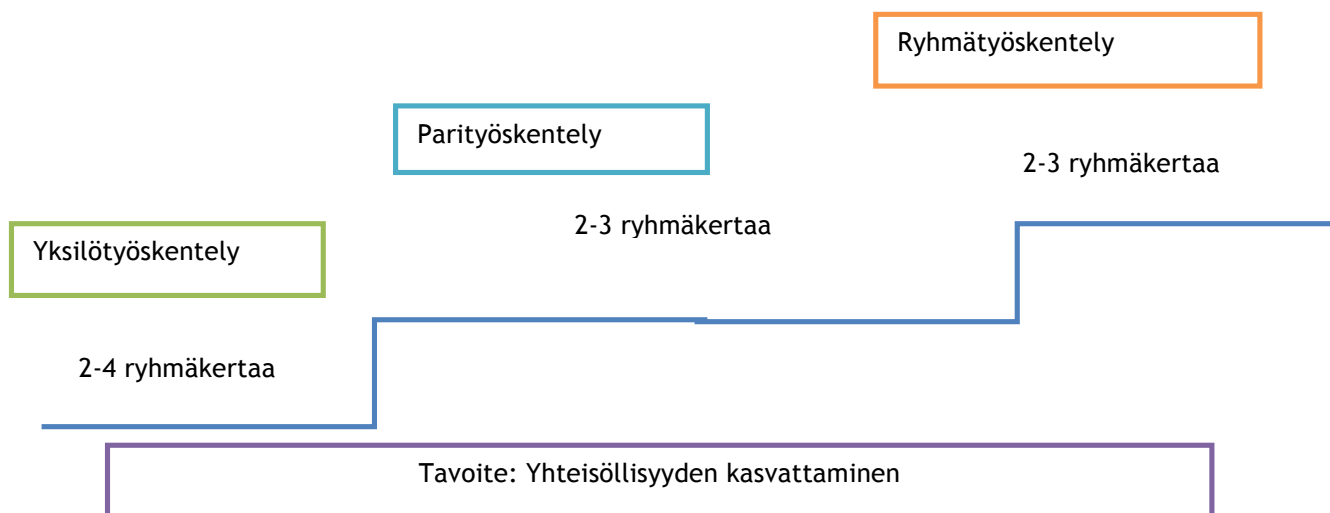 Ryhmätyöskentely
Parityöskentely
2-3 ryhmäkertaa
2-3 ryhmäkertaa
Yksilötyöskentely
2-4 ryhmäkertaa
Tavoite: Yhteisöllisyyden kasvattaminen